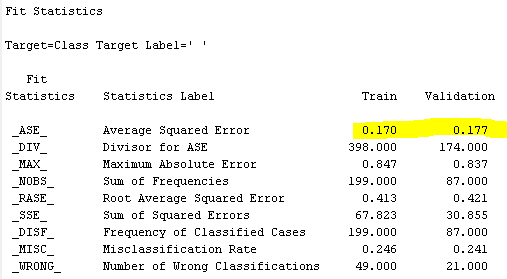 Fit Statistics
Target=Class Target Label=' '
Fit
Statistics Statistics Label Train Validation
_ASE_ Average Squared Error 0.170 0.177
_DIV_ Divisor for ASE 398.000 174.000
_MAX_ Maximum Absolute Error 0.847 0.837
_NOBS_ Sum of Frequencies 199.000 87.000
_RASE_ Root Average Squared Error 0.413 0.421
_SSE_ Sum of Squared Errors 67.823 30.855
_DISF_ Frequency of Classified Cases 199.000 87.000
_MISC_ Misclassification Rate 0.246 0.241
_WRONG_ Number of Wrong Classifications 49.000 21.000